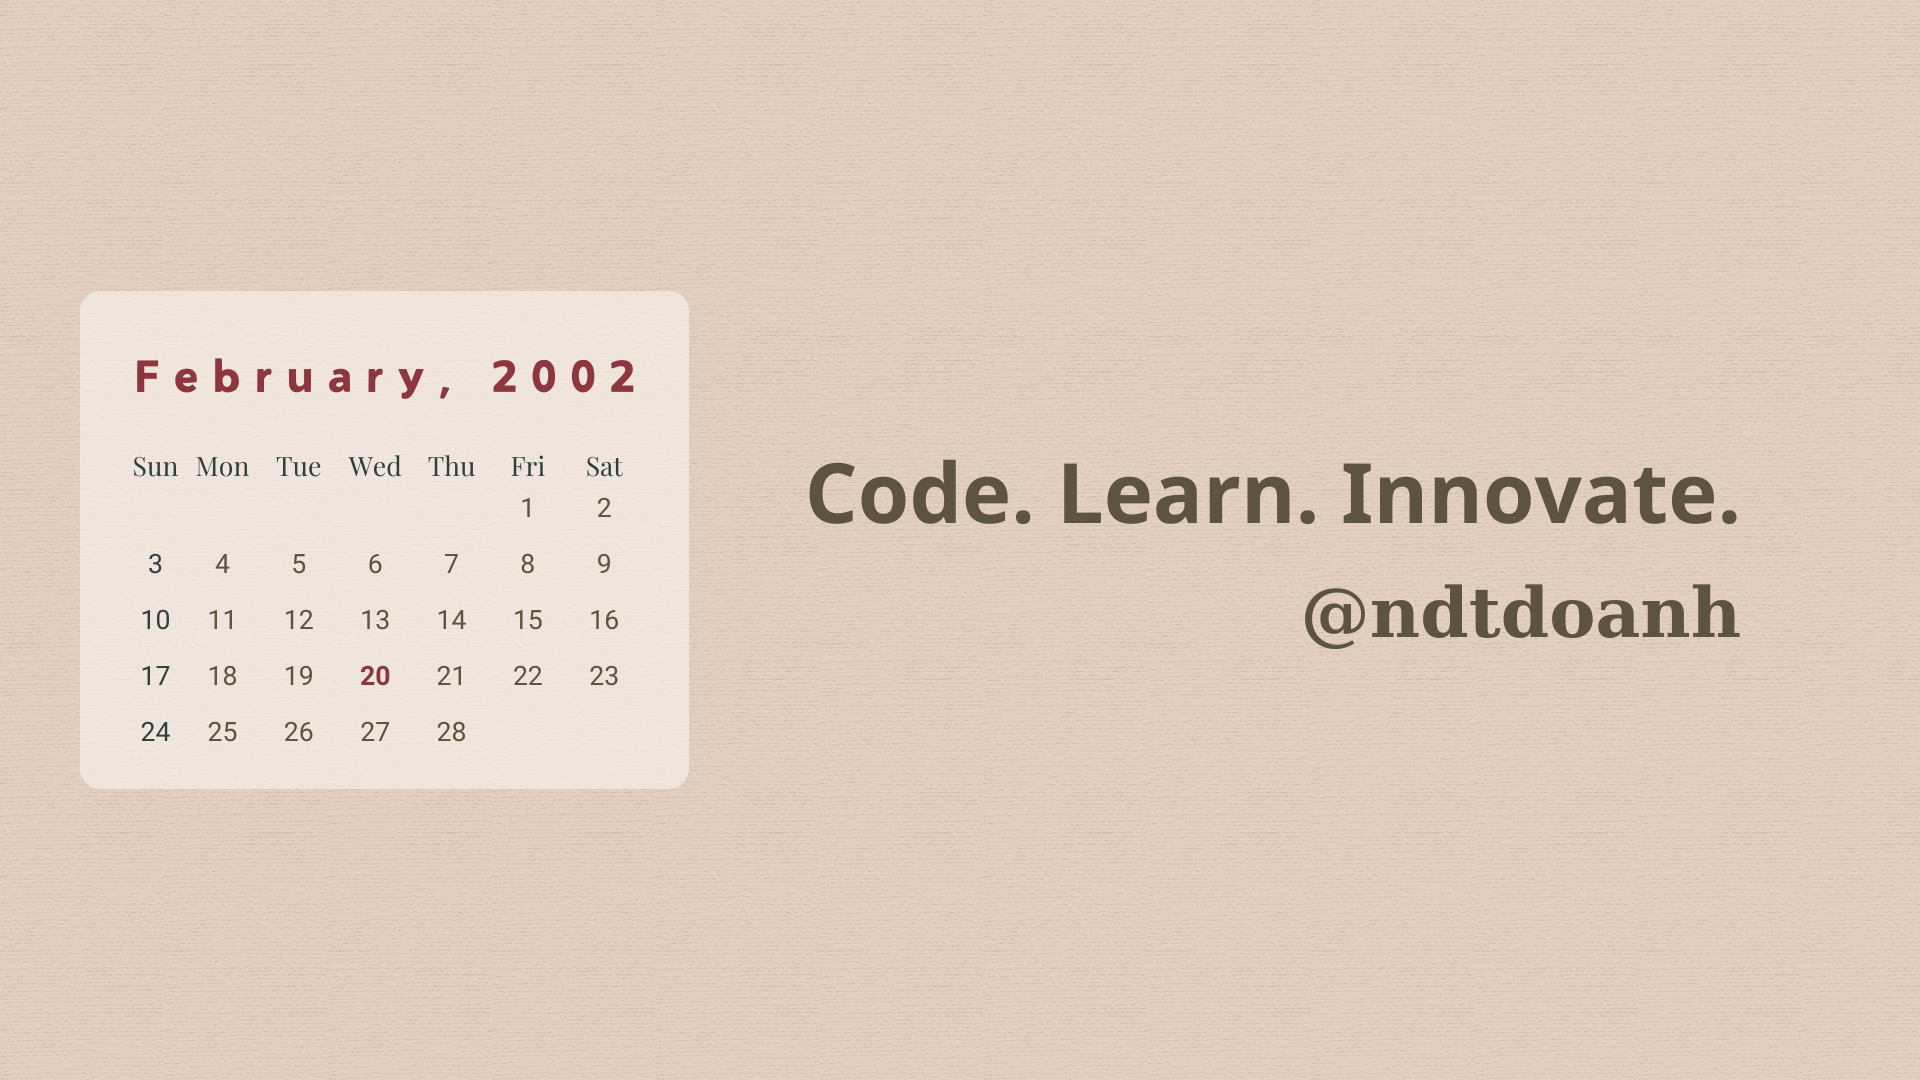 February, 2002
Sun Mon Tue Wed Thu Fri Sat
1 2
3 4 5 6 7 8 9
10 11 12 13 14 15 16
17 18 19 20 21 22 23
24 25 26 27 28
Code. Learn. Innovate.
@ndtdoanh